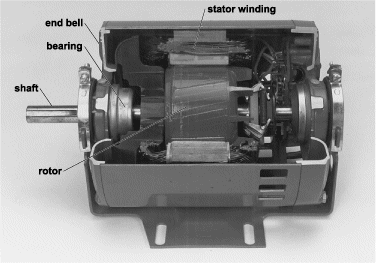 stator winding
end bell
bearing
shaft
rotor